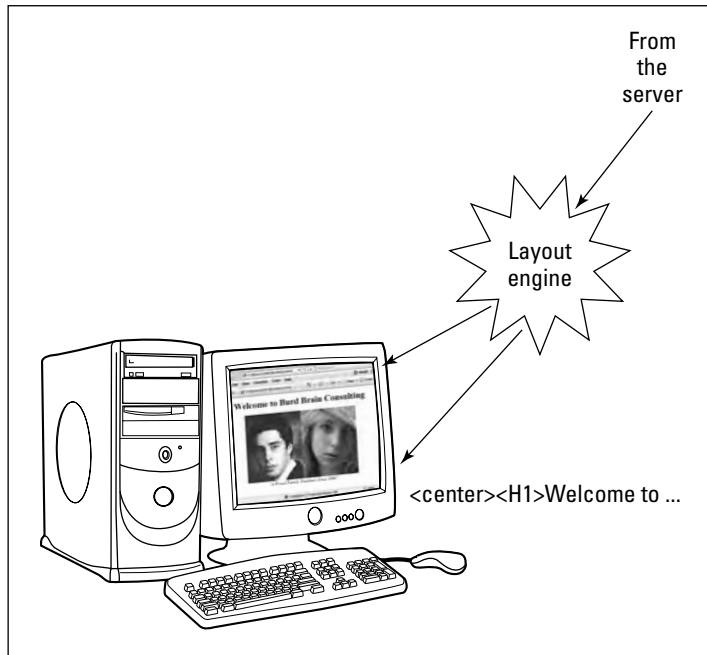 From
the
server
Layout
engine
Welcome to Burd Brain Consulting
<center><H1>Welcome to ...